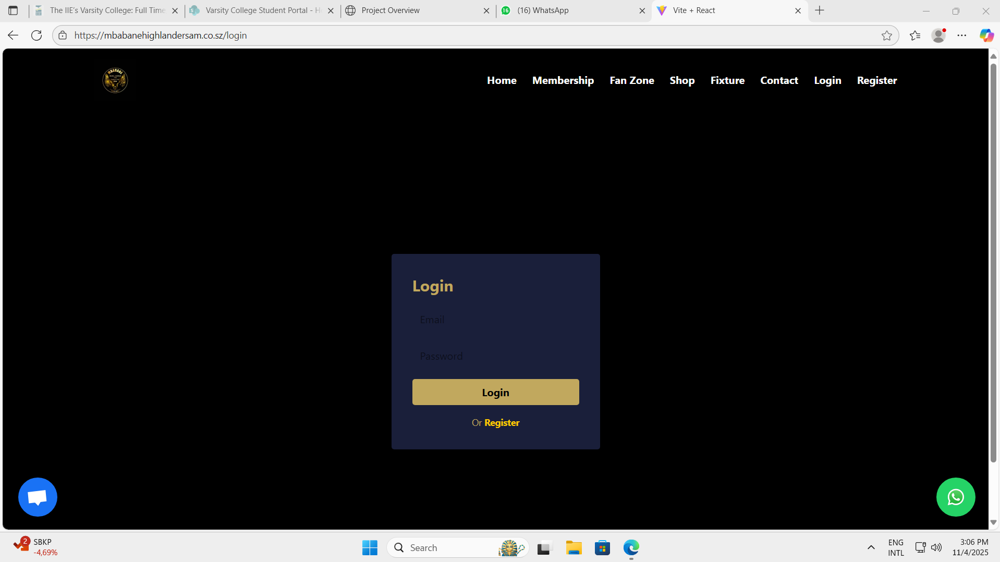 The IIE's Varsity College: Full Time
Varsity College Student Portal - H
Project Overview
(16) WhatsApp
Vite + React
https://mbabanehighlandersam.co.sz/login
MBABANE
Home Membership Fan Zone Shop Fixture Contact Login Register
Login
Email
Password
Login
Or Register
2
SBKP
-4,69%
Search
ENG
INTL
3:06 PM
11/4/2025